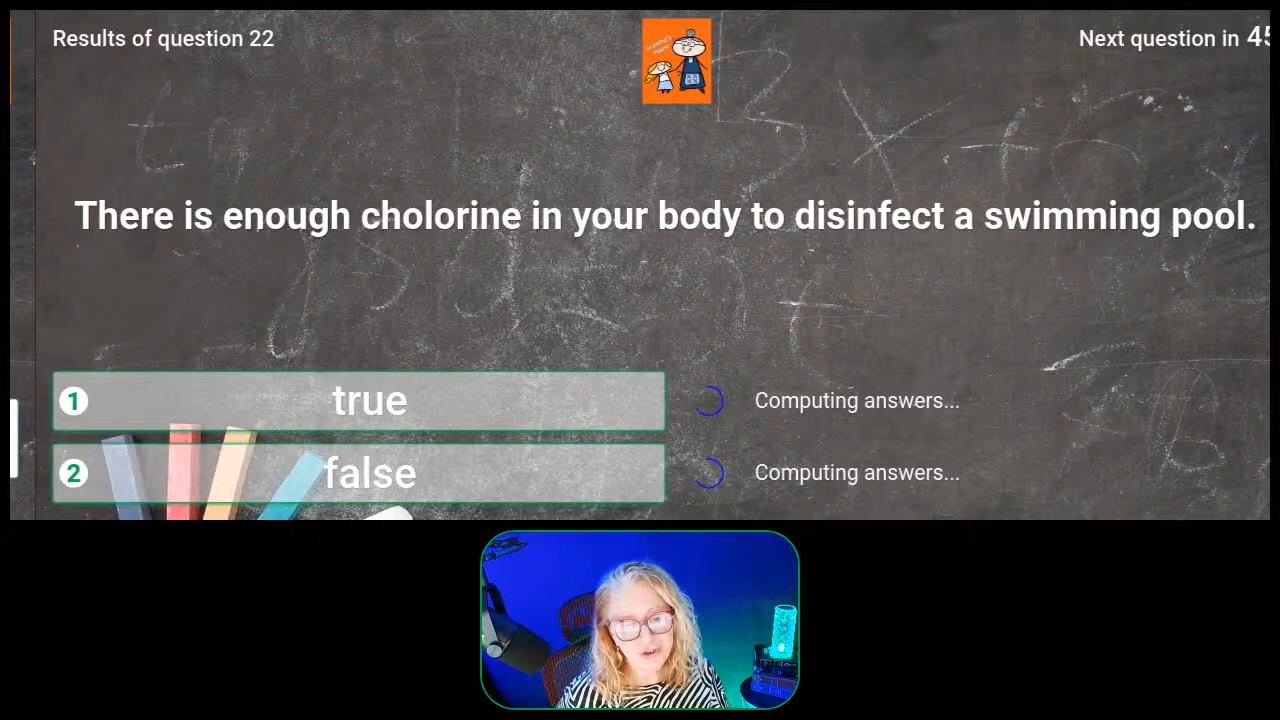 Results of question 22
Next question in 45
There is enough cholorine in your body to disinfect a swimming pool.
1 true
Computing answers...
2 false
Computing answers...